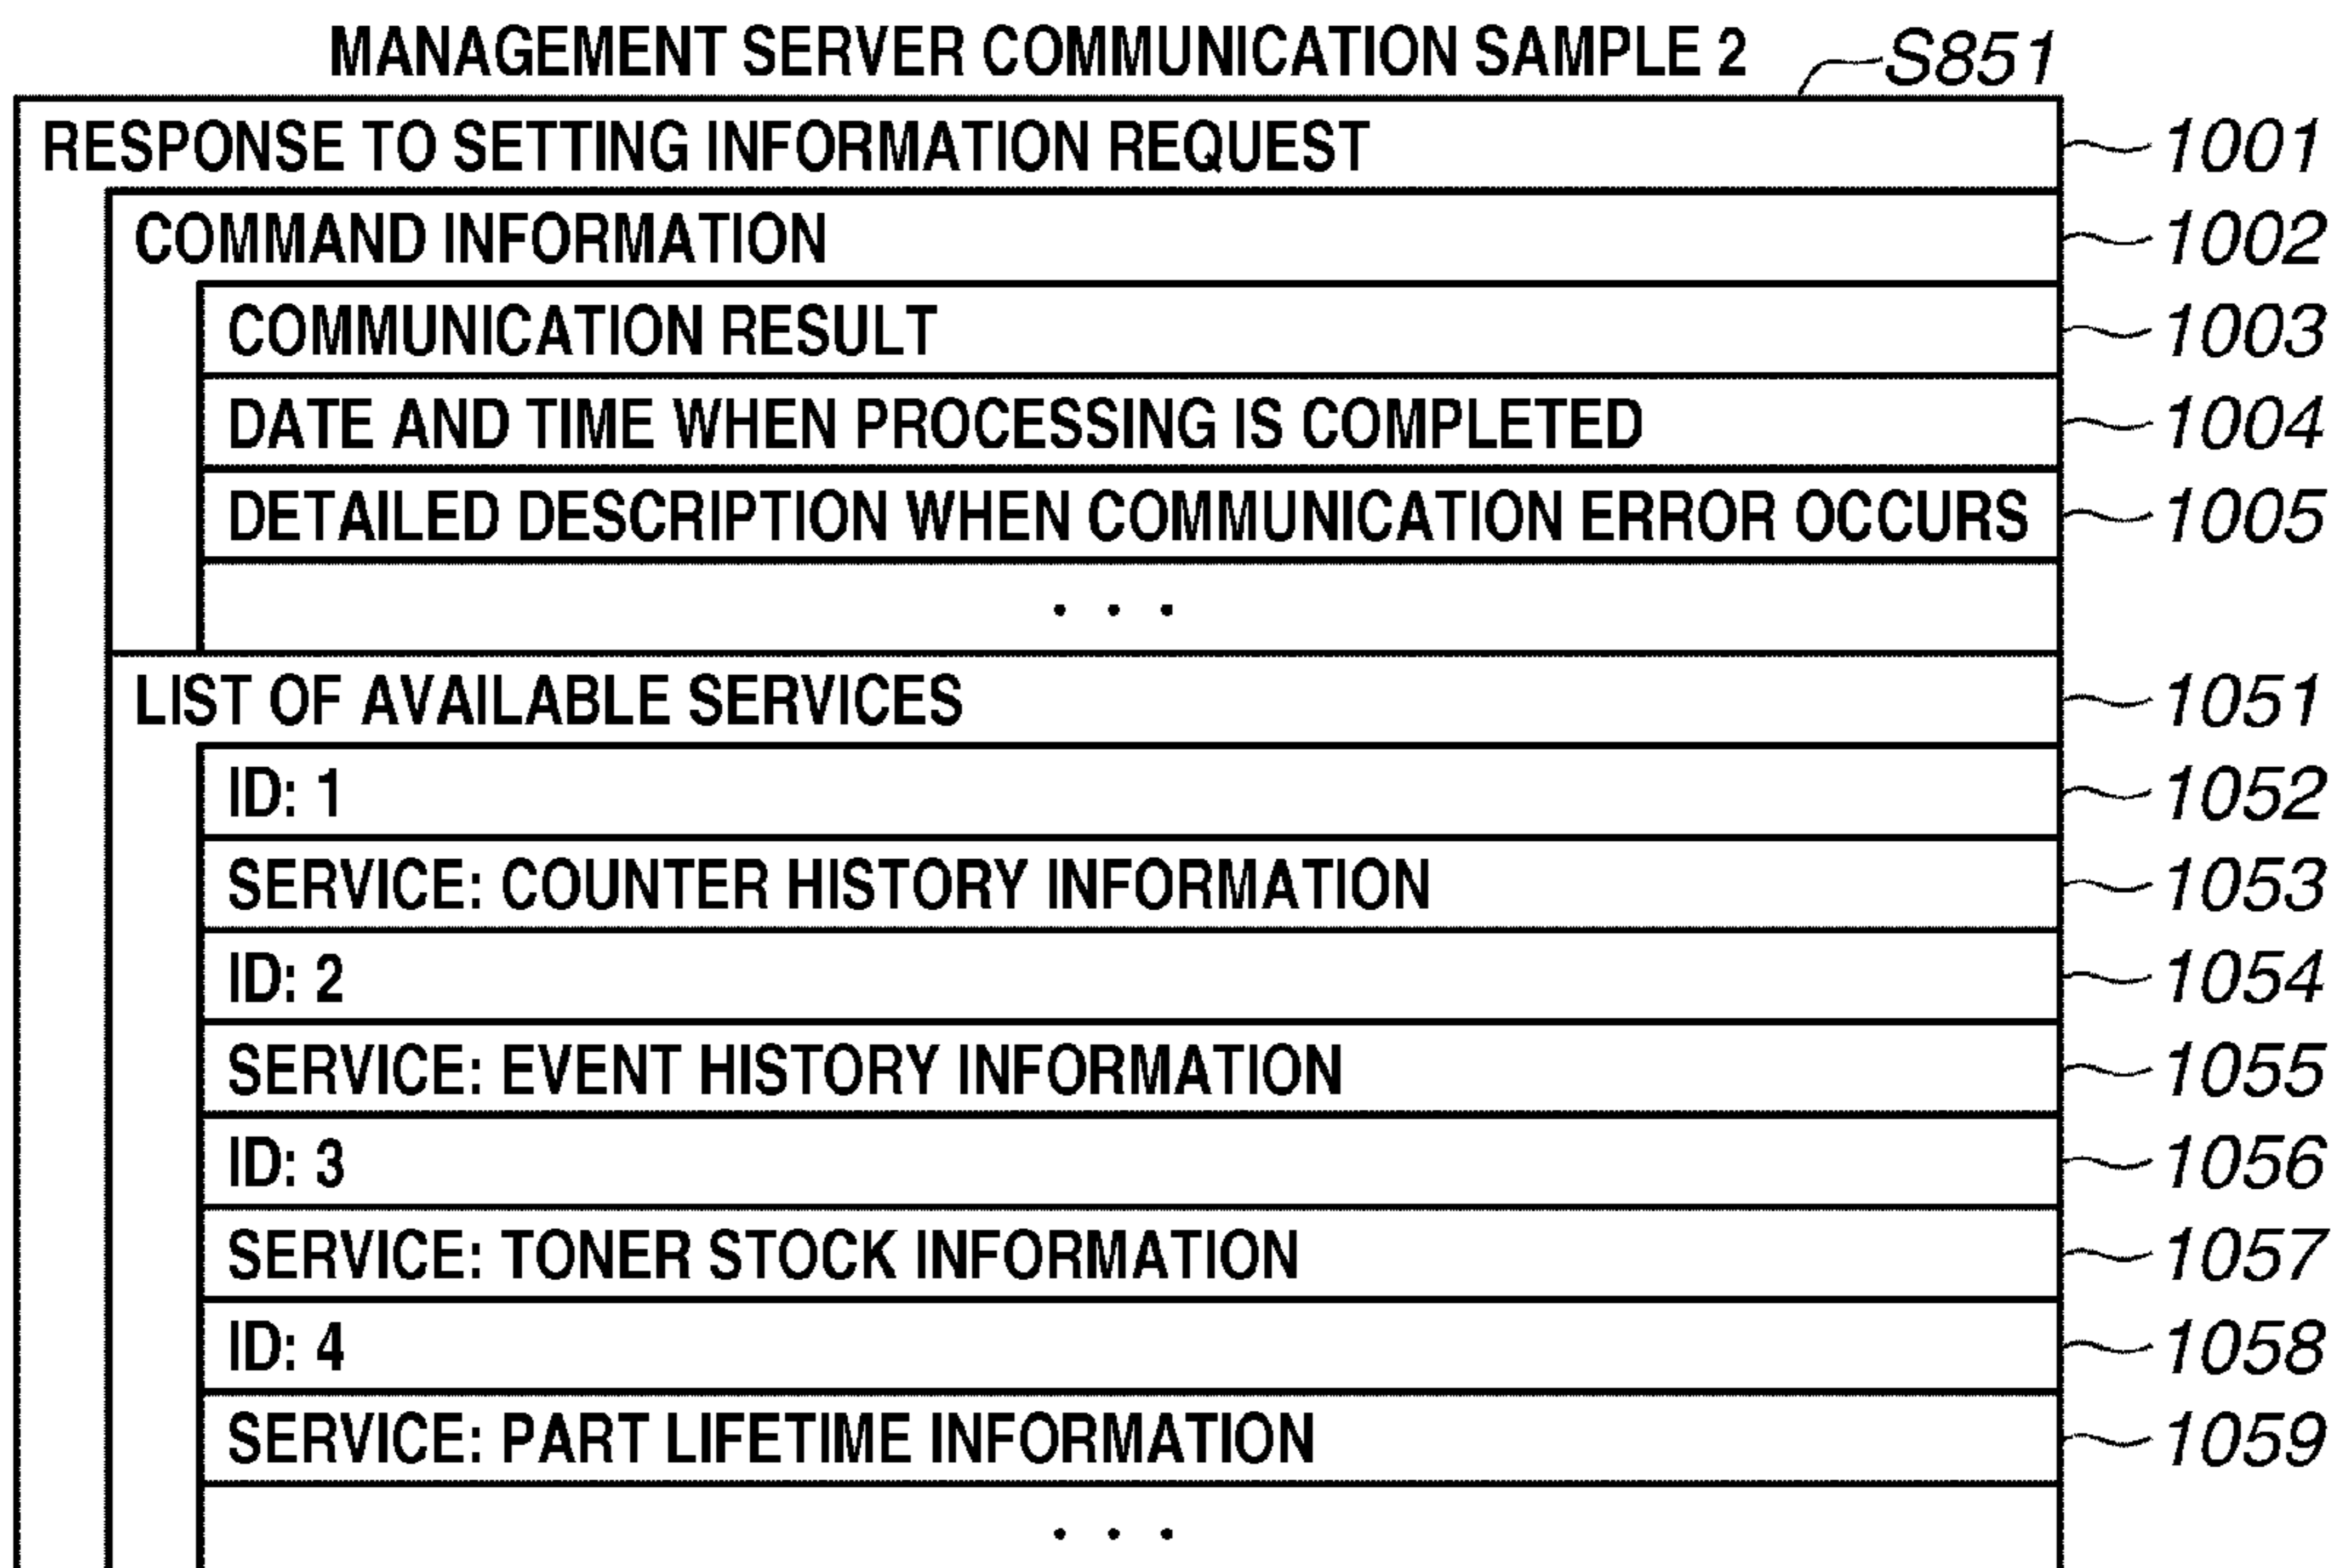 MANAGEMENT SERVER COMMUNICATION SAMPLE 2 S851
RESPONSE TO SETTING INFORMATION REQUEST 1001
COMMAND INFORMATION 1002
COMMUNICATION RESULT 1003
DATE AND TIME WHEN PROCESSING IS COMPLETED 1004
DETAILED DESCRIPTION WHEN COMMUNICATION ERROR OCCURS 1005
. . .
LIST OF AVAILABLE SERVICES 1051
ID: 1 1052
SERVICE: COUNTER HISTORY INFORMATION 1053
ID: 2 1054
SERVICE: EVENT HISTORY INFORMATION 1055
ID: 3 1056
SERVICE: TONER STOCK INFORMATION 1057
ID: 4 1058
SERVICE: PART LIFETIME INFORMATION 1059
. . .